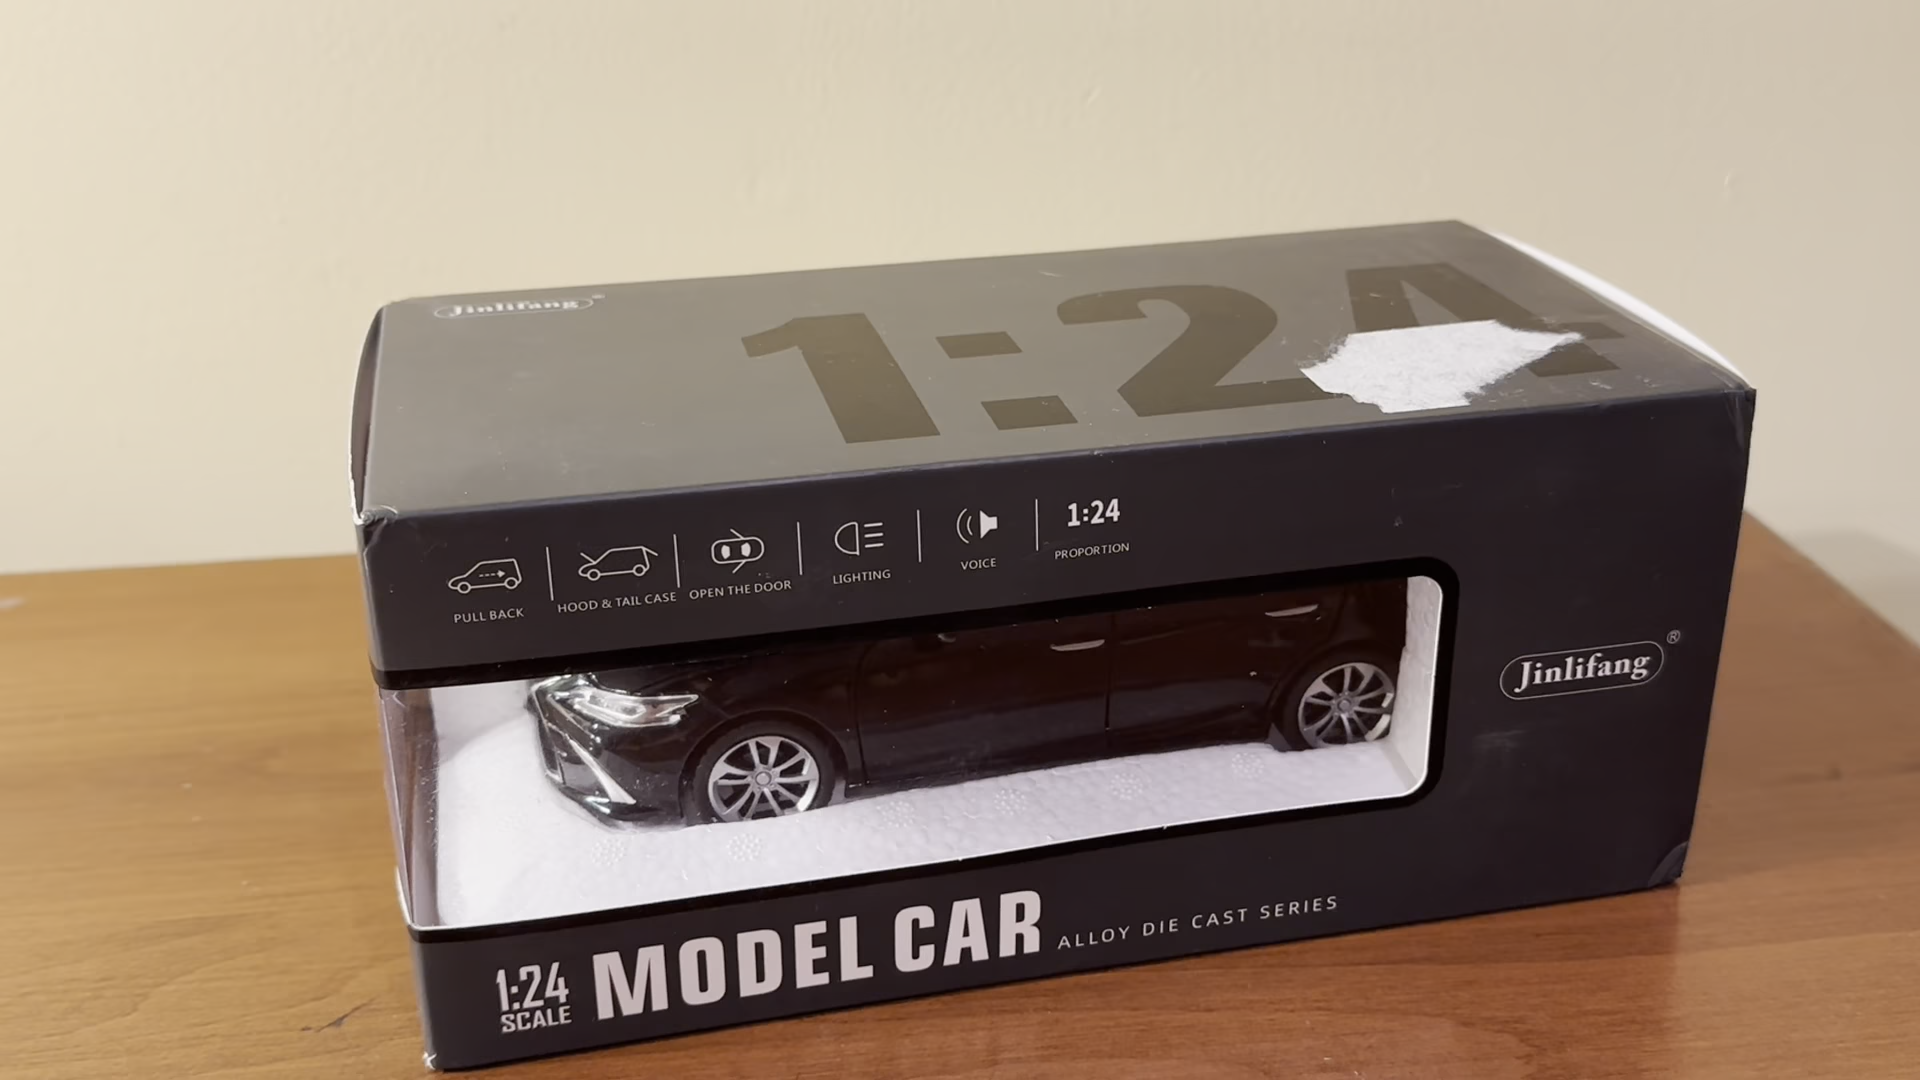 Jinlifang
1:24
PULL BACK
HOOD & TAIL CASE
OPEN THE DOOR
LIGHTING
VOICE
1:24
PROPORTION
Jinlifang®
1:24
SCALE
MODEL CAR
ALLOY DIE CAST SERIES